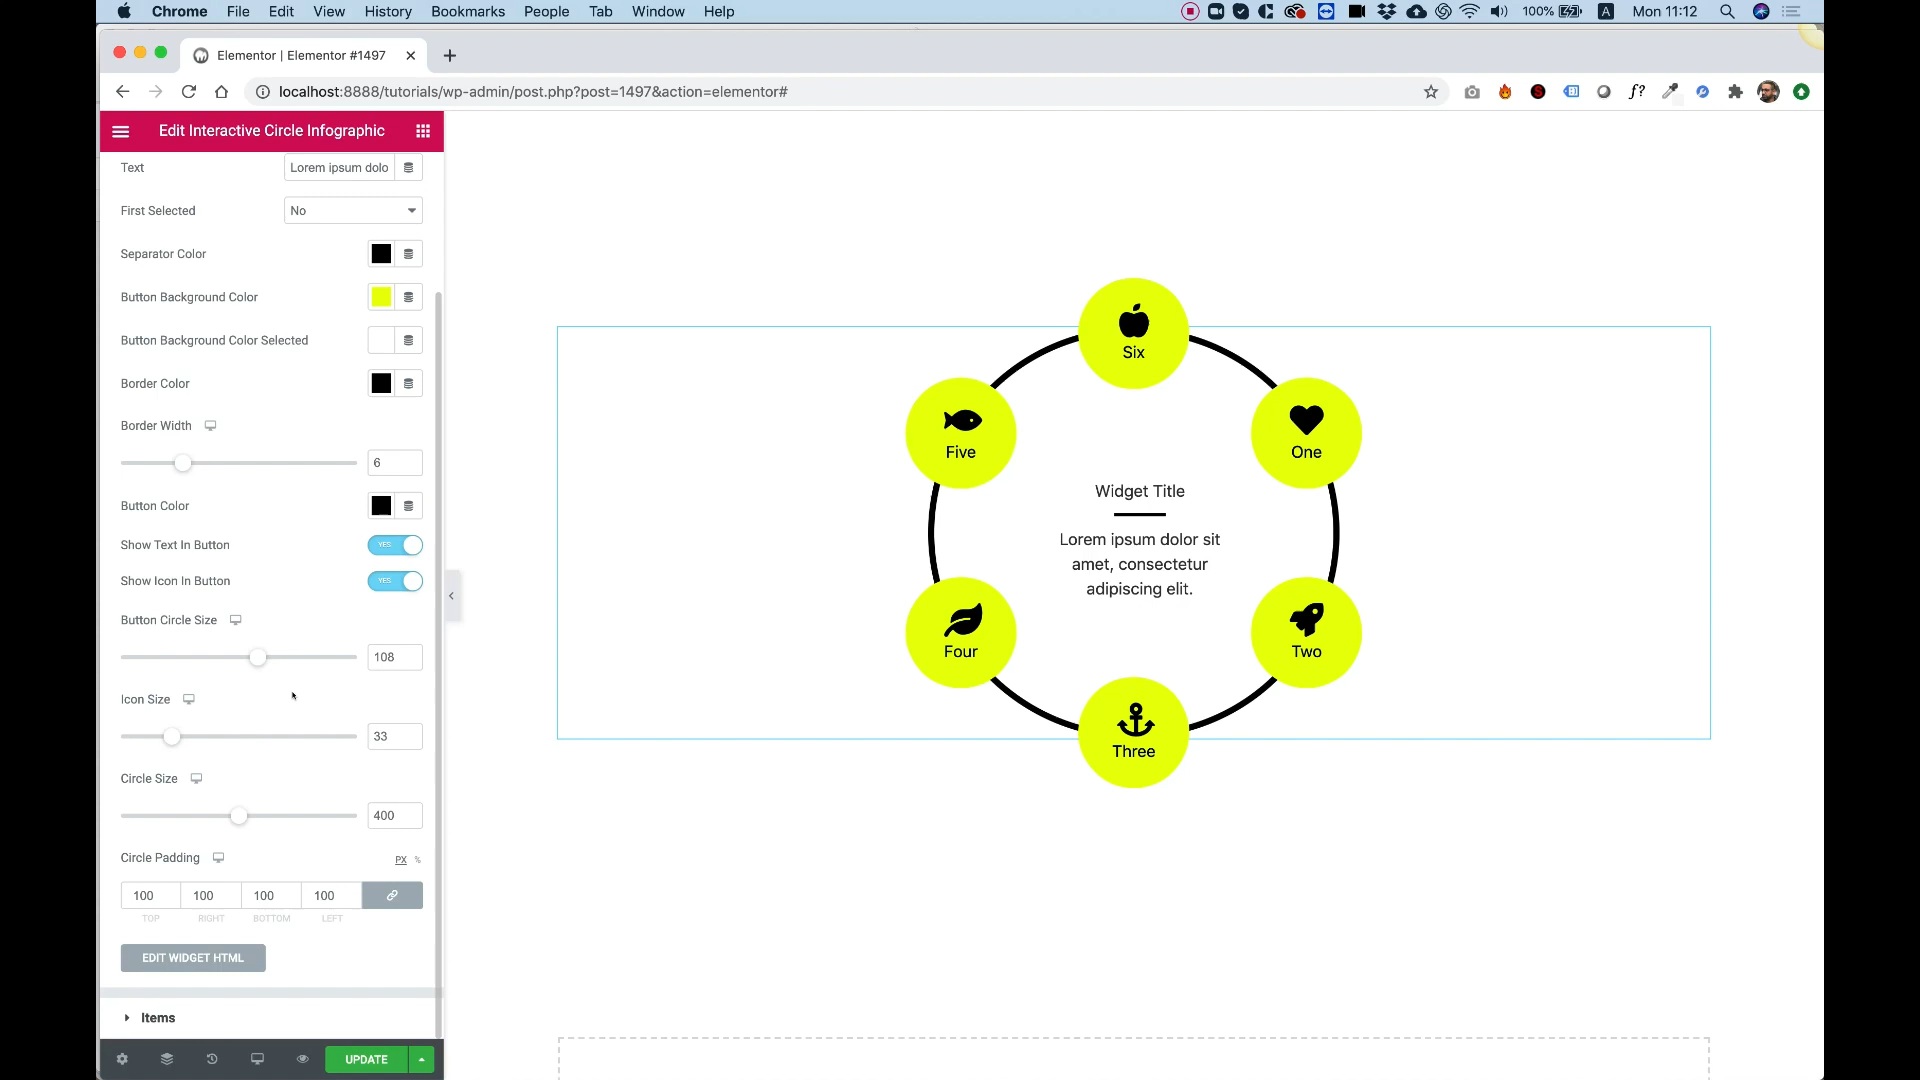 Chrome File Edit View History Bookmarks People Tab Window Help 100% A Mon 11:12
Elementor | Elementor #1497
localhost:8888/tutorials/wp-admin/post.php?post=1497&action=elementor#
Edit Interactive Circle Infographic
Text Lorem ipsum dolo
First Selected No
Separator Color
Button Background Color
Button Background Color Selected
Border Color
Border Width
6
Button Color
Show Text In Button YES
Show Icon In Button YES
Button Circle Size
108
Icon Size
33
Circle Size
400
Circle Padding PX %
100 100 100 100
TOP RIGHT BOTTOM LEFT
EDIT WIDGET HTML
Items
UPDATE
Six
Five
One
Widget Title
Lorem ipsum dolor sit
amet, consectetur
adipiscing elit.
Four
Two
Three